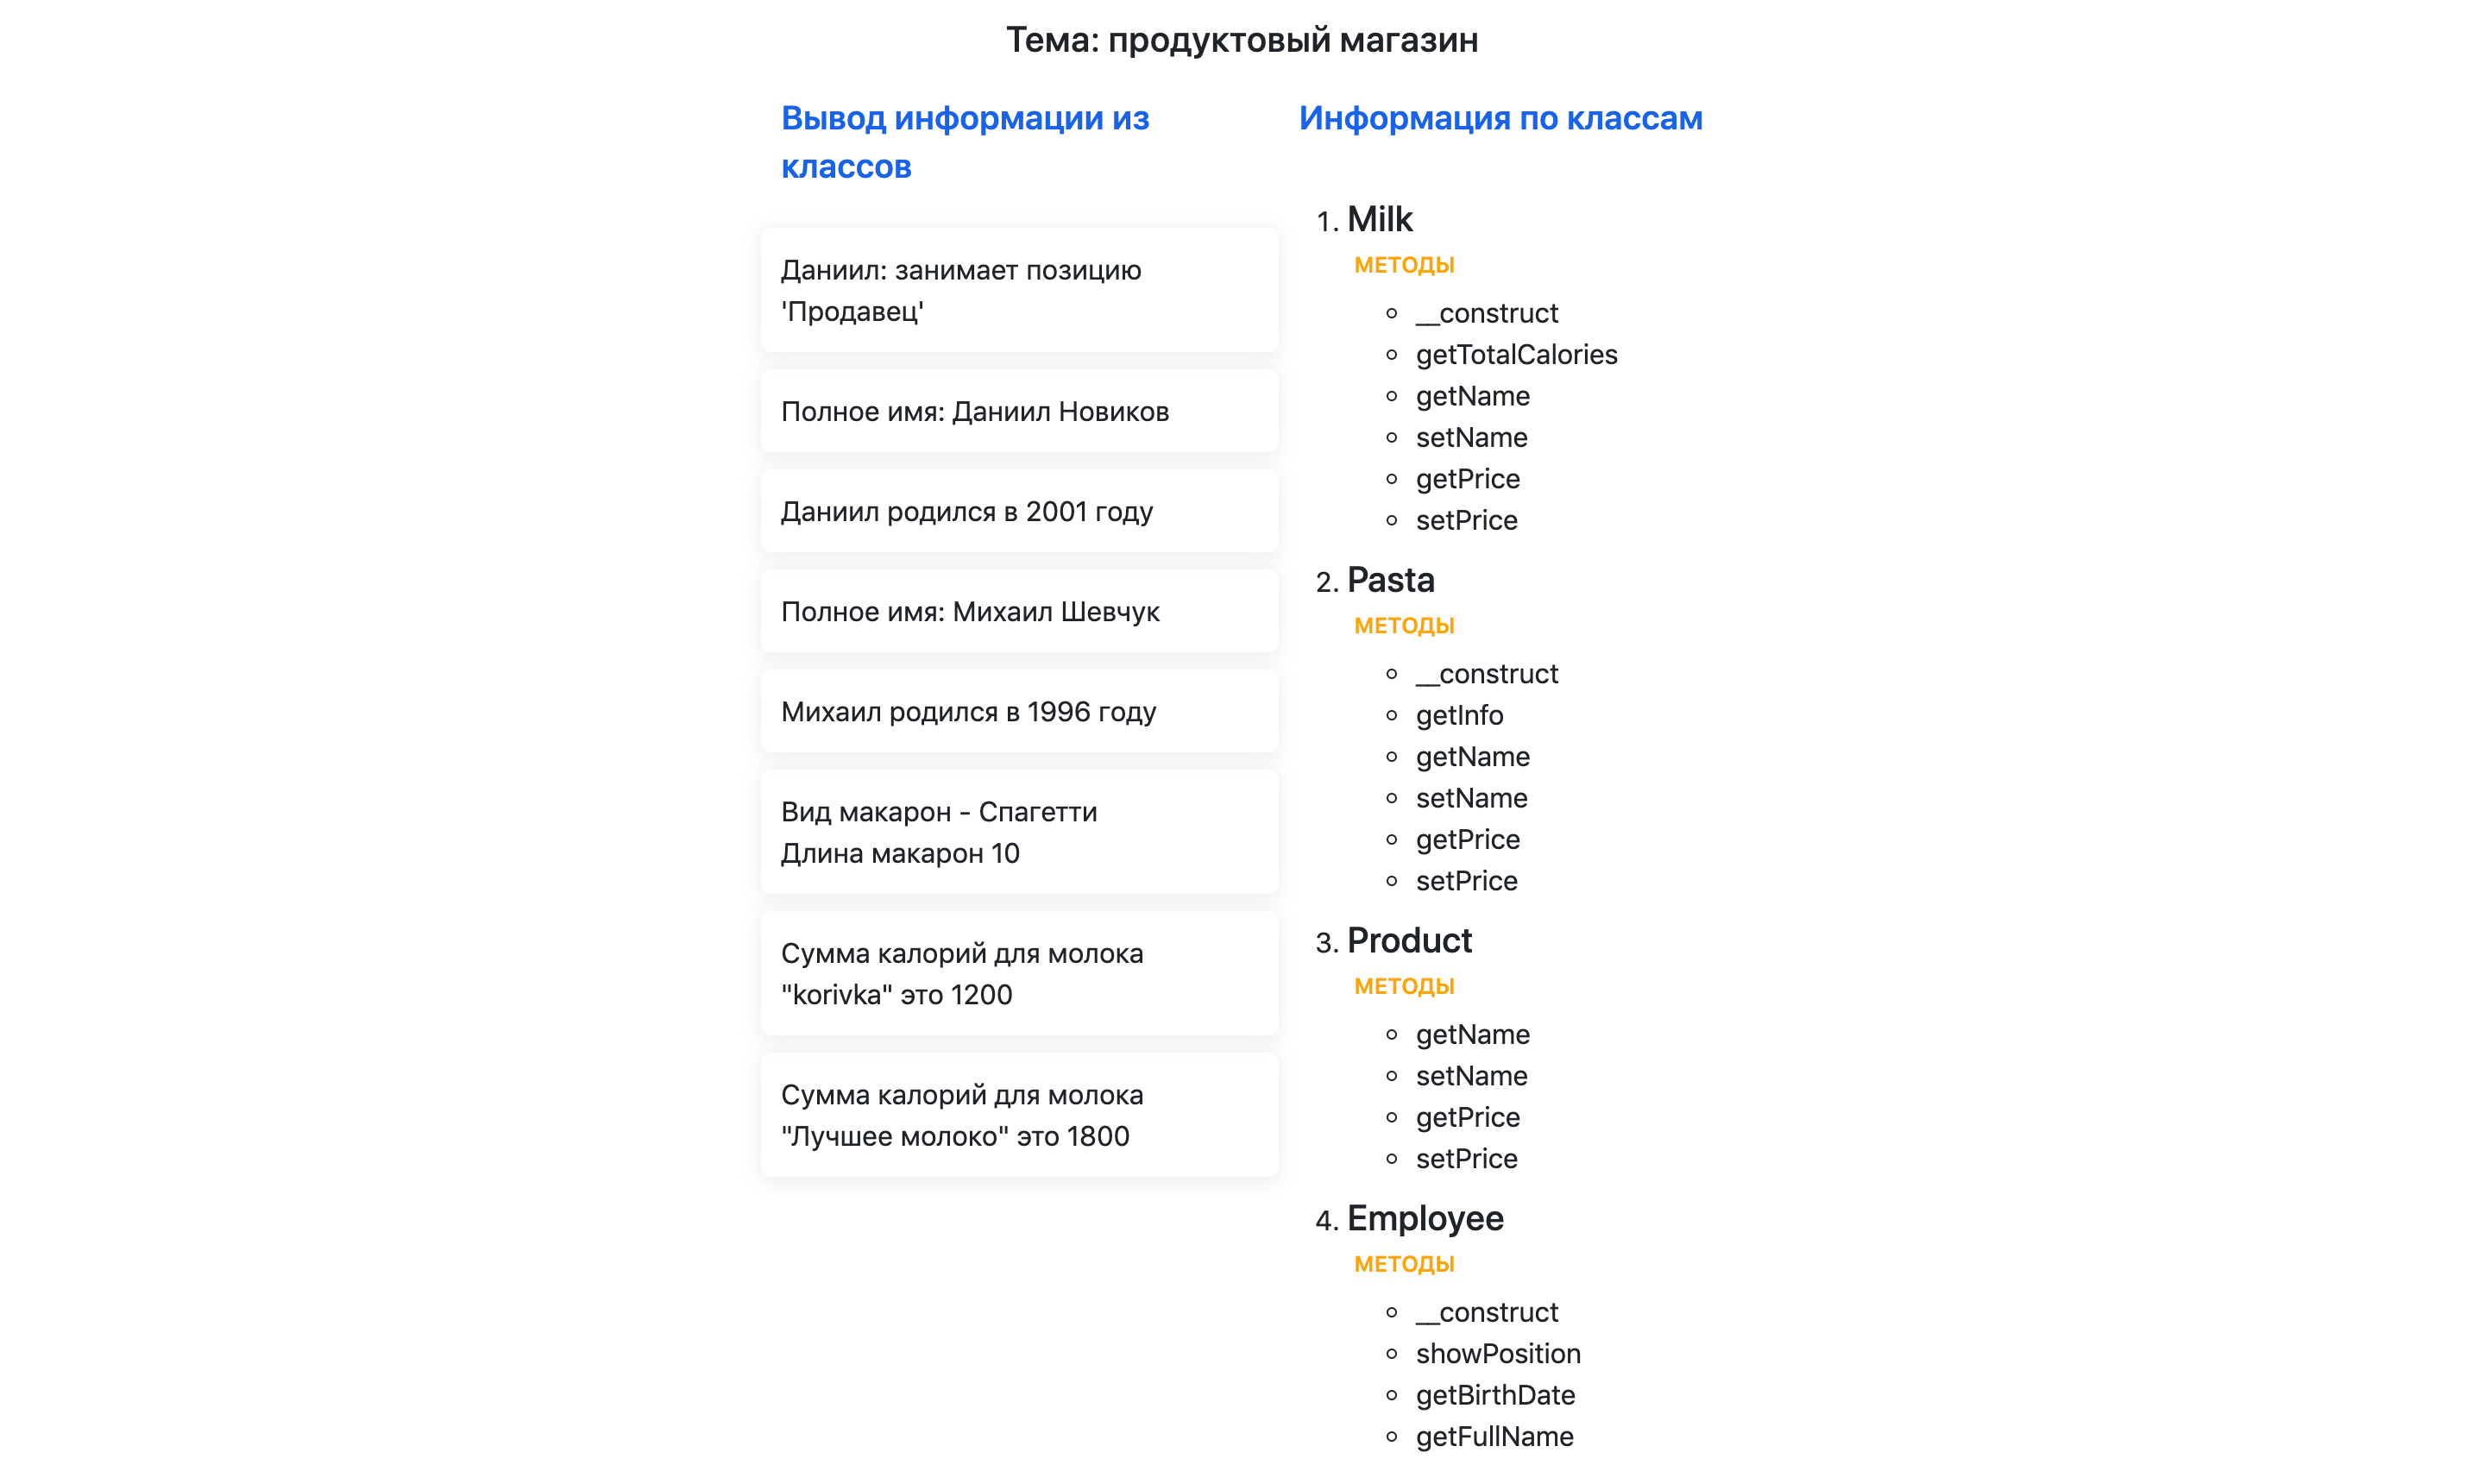 Тема: продуктовый магазин
Вывод информации из
классов
Даниил: занимает позицию
'Продавец'
Полное имя: Даниил Новиков
Даниил родился в 2001 году
Полное имя: Михаил Шевчук
Михаил родился в 1996 году
Вид макарон - Спагетти
Длина макарон 10
Сумма калорий для молока
"korivka" это 1200
Сумма калорий для молока
"Лучшее молоко" это 1800
Информация по классам
1. Milk
МЕТОДЫ
__construct
getTotalCalories
getName
setName
getPrice
setPrice
2. Pasta
МЕТОДЫ
__construct
getInfo
getName
setName
getPrice
setPrice
3. Product
МЕТОДЫ
getName
setName
getPrice
setPrice
4. Employee
МЕТОДЫ
__construct
showPosition
getBirthDate
getFullName